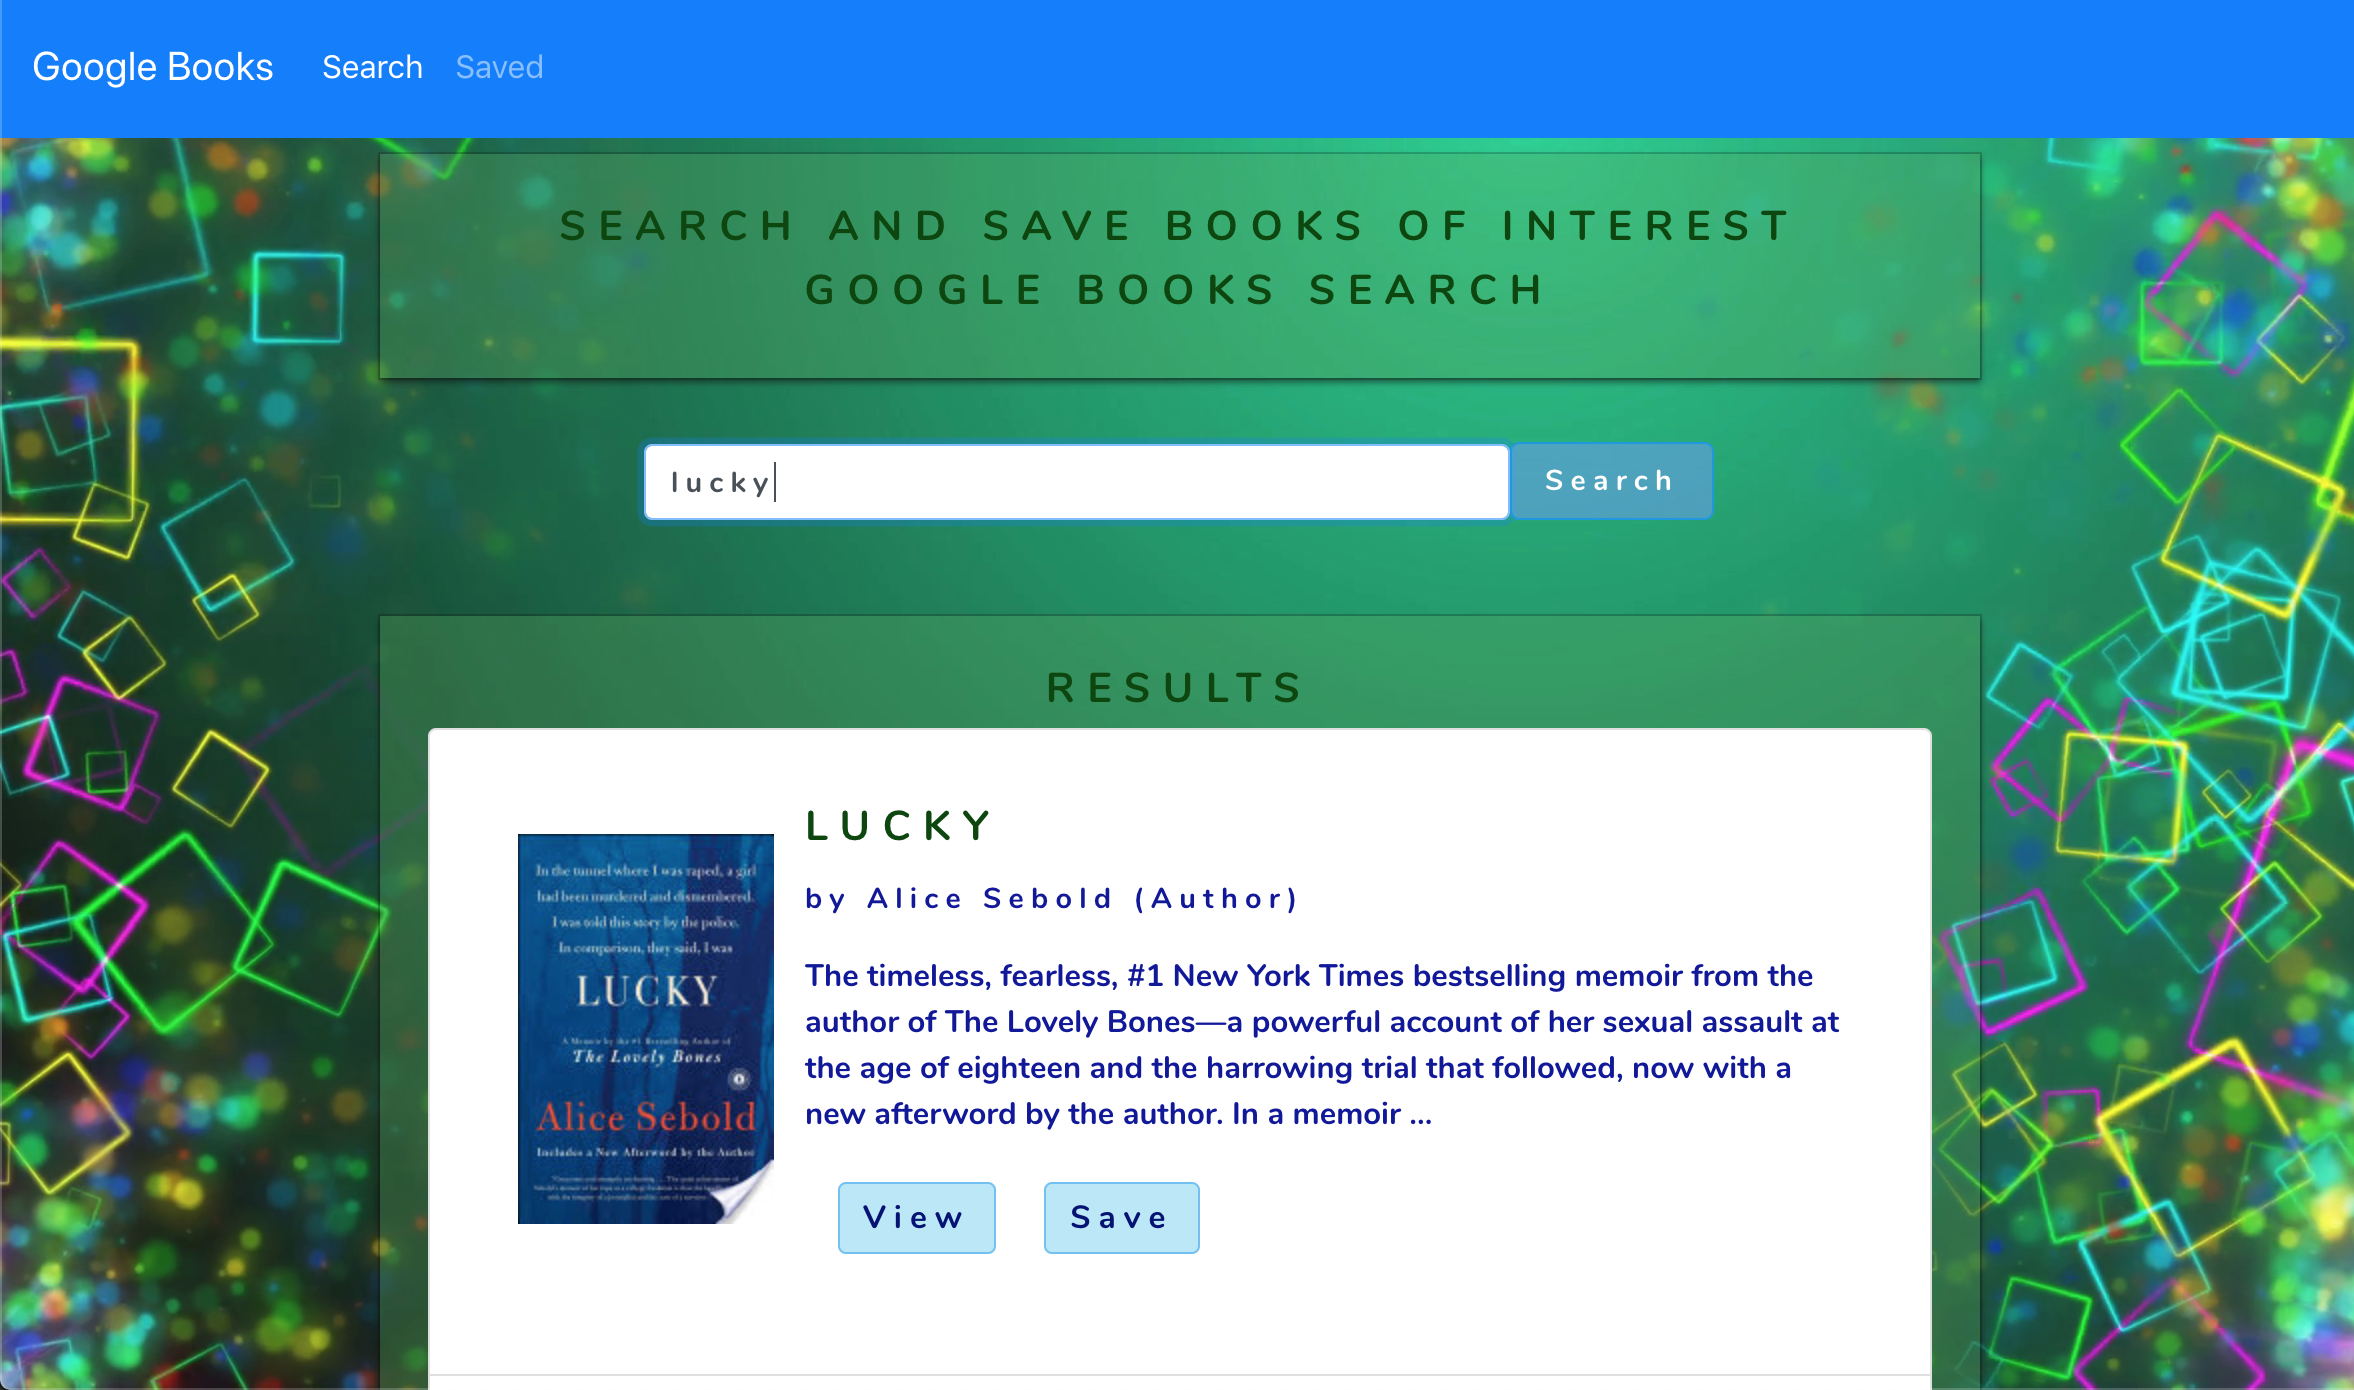 Google Books Search Saved
SEARCH AND SAVE BOOKS OF INTEREST
GOOGLE BOOKS SEARCH
lucky Search
RESULTS
In the tunnel where I was raped, a girl
had been murdered and dismembered.
I was told this story by the police.
In comparison, they said, I was
LUCKY
A Memoir by the #1 Bestselling Author of
The Lovely Bones
Alice Sebold
Includes a New Afterword by the Author
LUCKY
by Alice Sebold (Author)
The timeless, fearless, #1 New York Times bestselling memoir from the
author of The Lovely Bones—a powerful account of her sexual assault at
the age of eighteen and the harrowing trial that followed, now with a
new afterword by the author. In a memoir ...
View Save